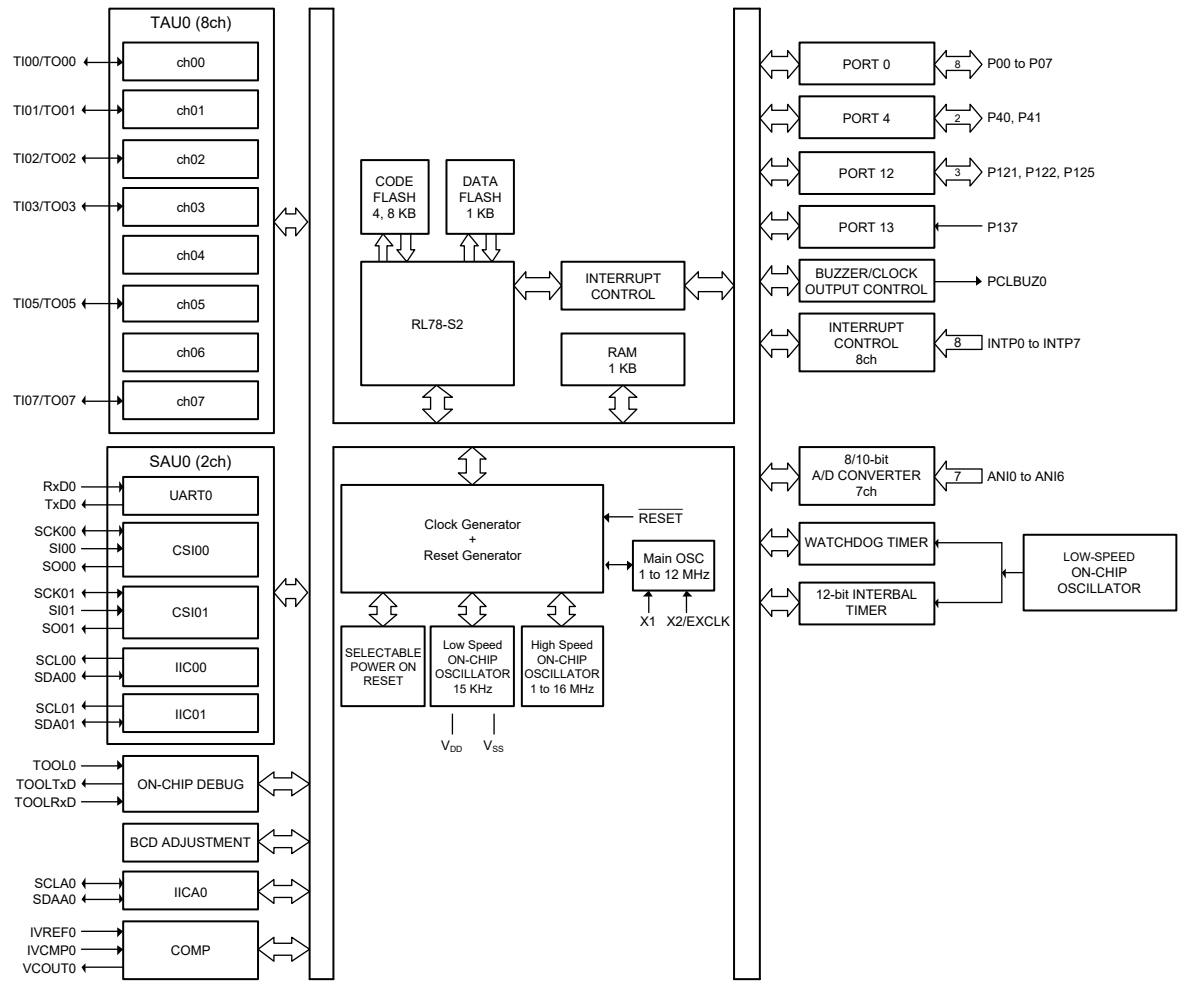 TAU0 (8ch)
TI00/TO00
ch00
TI01/TO01
ch01
TI02/TO02
ch02
TI03/TO03
ch03
ch04
TI05/TO05
ch05
ch06
TI07/TO07
ch07
SAU0 (2ch)
RxD0
TxD0
UART0
SCK00
SI00
SO00
CSI00
SCK01
SI01
SO01
CSI01
SCL00
SDA00
IIC00
SCL01
SDA01
IIC01
TOOL0
TOOLTxD
TOOLRxD
ON-CHIP DEBUG
BCD ADJUSTMENT
SCLA0
SDAA0
IICA0
IVREF0
IVCMP0
VCOUT0
COMP
CODE
FLASH
4, 8 KB
DATA
FLASH
1 KB
RL78-S2
INTERRUPT
CONTROL
RAM
1 KB
Clock Generator
+
Reset Generator
RESET
Main OSC
1 to 12 MHz
X1
X2/EXCLK
SELECTABLE
POWER ON
RESET
Low Speed
ON-CHIP
OSCILLATOR
15 KHz
High Speed
ON-CHIP
OSCILLATOR
1 to 16 MHz
VDD
VSS
PORT 0
8
P00 to P07
PORT 4
2
P40, P41
PORT 12
3
P121, P122, P125
PORT 13
P137
BUZZER/CLOCK
OUTPUT CONTROL
PCLBUZ0
INTERRUPT
CONTROL
8ch
8
INTP0 to INTP7
8/10-bit
A/D CONVERTER
7ch
7
ANI0 to ANI6
WATCHDOG TIMER
12-bit INTERBAL
TIMER
LOW-SPEED
ON-CHIP
OSCILLATOR